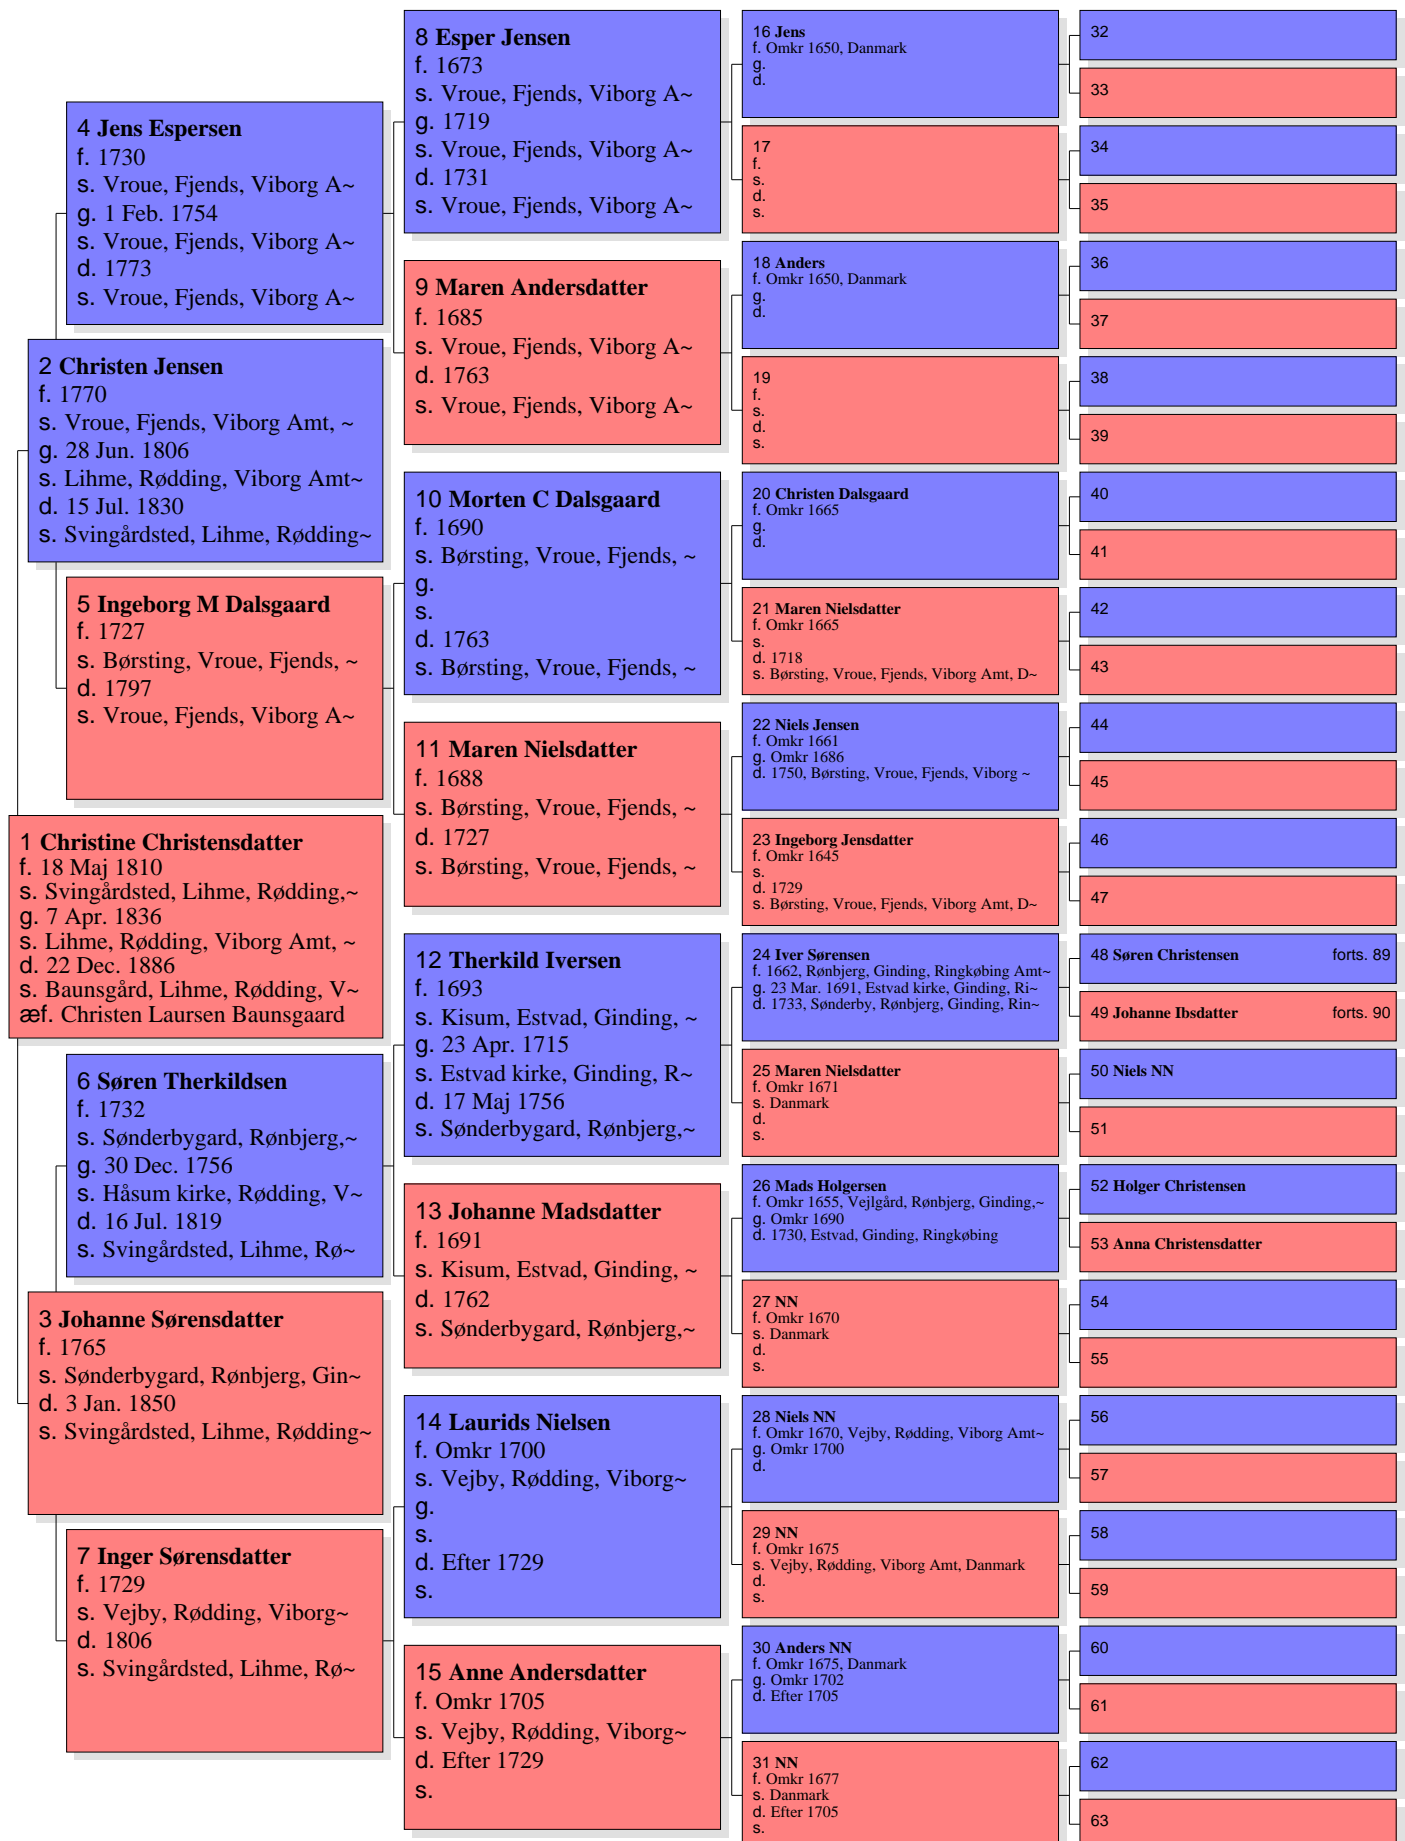 8 Esper Jensen
f. 1673
s. Vroue, Fjends, Viborg A~
g. 1719
s. Vroue, Fjends, Viborg A~
d. 1731
s. Vroue, Fjends, Viborg A~
4 Jens Espersen
f. 1730
s. Vroue, Fjends, Viborg A~
g. 1 Feb. 1754
s. Vroue, Fjends, Viborg A~
d. 1773
s. Vroue, Fjends, Viborg A~
9 Maren Andersdatter
f. 1685
s. Vroue, Fjends, Viborg A~
d. 1763
s. Vroue, Fjends, Viborg A~
2 Christen Jensen
f. 1770
s. Vroue, Fjends, Viborg Amt, ~
g. 28 Jun. 1806
s. Lihme, Rødding, Viborg Amt~
d. 15 Jul. 1830
s. Svingårdsted, Lihme, Rødding~
10 Morten C Dalsgaard
f. 1690
s. Børsting, Vroue, Fjends, ~
g.
s.
d. 1763
s. Børsting, Vroue, Fjends, ~
5 Ingeborg M Dalsgaard
f. 1727
s. Børsting, Vroue, Fjends, ~
d. 1797
s. Vroue, Fjends, Viborg A~
11 Maren Nielsdatter
f. 1688
s. Børsting, Vroue, Fjends, ~
d. 1727
s. Børsting, Vroue, Fjends, ~
1 Christine Christensdatter
f. 18 Maj 1810
s. Svingårdsted, Lihme, Rødding,~
g. 7 Apr. 1836
s. Lihme, Rødding, Viborg Amt, ~
d. 22 Dec. 1886
s. Baunsgård, Lihme, Rødding, V~
æf. Christen Laursen Baunsgaard
12 Therkild Iversen
f. 1693
s. Kisum, Estvad, Ginding, ~
g. 23 Apr. 1715
s. Estvad kirke, Ginding, R~
d. 17 Maj 1756
s. Sønderbygard, Rønbjerg,~
6 Søren Therkildsen
f. 1732
s. Sønderbygard, Rønbjerg,~
g. 30 Dec. 1756
s. Håsum kirke, Rødding, V~
d. 16 Jul. 1819
s. Svingårdsted, Lihme, Rø~
13 Johanne Madsdatter
f. 1691
s. Kisum, Estvad, Ginding, ~
d. 1762
s. Sønderbygard, Rønbjerg,~
3 Johanne Sørensdatter
f. 1765
s. Sønderbygard, Rønbjerg, Gin~
d. 3 Jan. 1850
s. Svingårdsted, Lihme, Rødding~
14 Laurids Nielsen
f. Omkr 1700
s. Vejby, Rødding, Viborg~
g.
s.
d. Efter 1729
s.
7 Inger Sørensdatter
f. 1729
s. Vejby, Rødding, Viborg~
d. 1806
s. Svingårdsted, Lihme, Rø~
15 Anne Andersdatter
f. Omkr 1705
s. Vejby, Rødding, Viborg~
d. Efter 1729
s.
16 Jens
f. Omkr 1650, Danmark
g.
d.
17
f.
s.
d.
s.
18 Anders
f. Omkr 1650, Danmark
g.
d.
19
f.
s.
d.
s.
20 Christen Dalsgaard
f. Omkr 1665
g.
d.
21 Maren Nielsdatter
f. Omkr 1665
s.
d. 1718
s. Børsting, Vroue, Fjends, Viborg Amt, D~
22 Niels Jensen
f. Omkr 1661
g. Omkr 1686
d. 1750, Børsting, Vroue, Fjends, Viborg ~
23 Ingeborg Jensdatter
f. Omkr 1645
s.
d. 1729
s. Børsting, Vroue, Fjends, Viborg Amt, D~
24 Iver Sørensen
f. 1662, Rønbjerg, Ginding, Ringkøbing Amt~
g. 23 Mar. 1691, Estvad kirke, Ginding, Ri~
d. 1733, Sønderby, Rønbjerg, Ginding, Rin~
25 Maren Nielsdatter
f. Omkr 1671
s. Danmark
d.
s.
26 Mads Holgersen
f. Omkr 1655, Vejlgård, Rønbjerg, Ginding,~
g. Omkr 1690
d. 1730, Estvad, Ginding, Ringkøbing
27 NN
f. Omkr 1670
s. Danmark
d.
s.
28 Niels NN
f. Omkr 1670, Vejby, Rødding, Viborg Amt~
g. Omkr 1700
d.
29 NN
f. Omkr 1675
s. Vejby, Rødding, Viborg Amt, Danmark
d.
s.
30 Anders NN
f. Omkr 1675, Danmark
g. Omkr 1702
d. Efter 1705
31 NN
f. Omkr 1677
s. Danmark
d. Efter 1705
s.
32
33
34
35
36
37
38
39
40
41
42
43
44
45
46
47
48 Søren Christensen forts. 89
49 Johanne Ibsdatter forts. 90
50 Niels NN
51
52 Holger Christensen
53 Anna Christensdatter
54
55
56
57
58
59
60
61
62
63